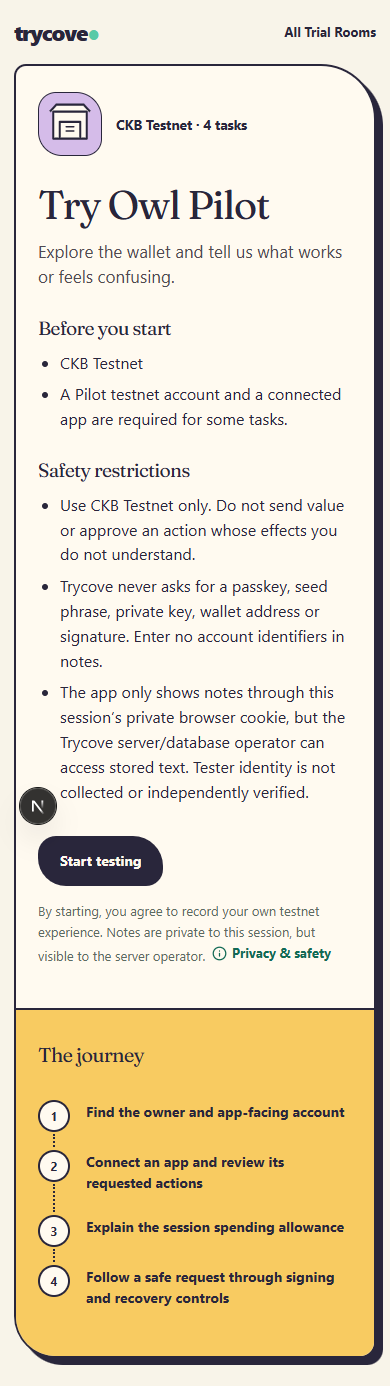 trycove
All Trial Rooms
CKB Testnet · 4 tasks
Try Owl Pilot
Explore the wallet and tell us what works
or feels confusing.
Before you start
• CKB Testnet
• A Pilot testnet account and a connected
app are required for some tasks.
Safety restrictions
• Use CKB Testnet only. Do not send value
or approve an action whose effects you
do not understand.
• Trycove never asks for a passkey, seed
phrase, private key, wallet address or
signature. Enter no account identifiers in
notes.
• The app only shows notes through this
session's private browser cookie, but the
Trycove server/database operator can
access stored text. Tester identity is not
collected or independently verified.
N
Start testing
By starting, you agree to record your own testnet
experience. Notes are private to this session, but
visible to the server operator. Privacy & safety
The journey
1 Find the owner and app-facing account
2 Connect an app and review its
requested actions
3 Explain the session spending allowance
4 Follow a safe request through signing
and recovery controls